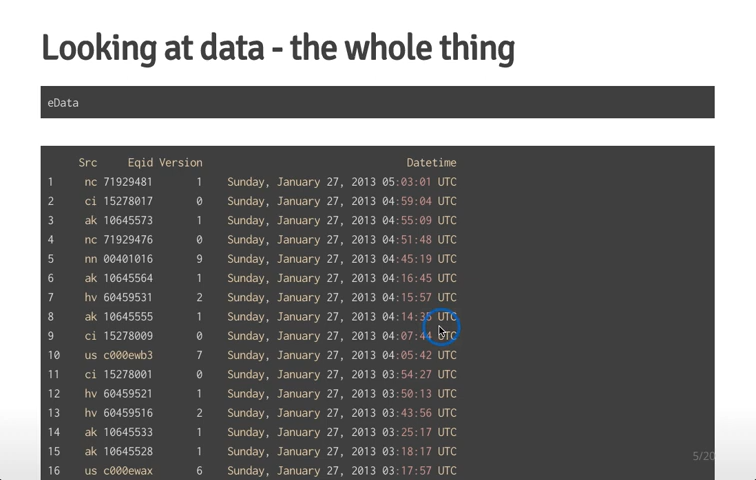 Looking at data - the whole thing
eData
Src Eqid Version Datetime
1 nc 71929481 1 Sunday, January 27, 2013 05:03:01 UTC
2 ci 15278017 0 Sunday, January 27, 2013 04:59:04 UTC
3 ak 10645573 1 Sunday, January 27, 2013 04:55:09 UTC
4 nc 71929476 0 Sunday, January 27, 2013 04:51:48 UTC
5 nn 00401016 9 Sunday, January 27, 2013 04:45:19 UTC
6 ak 10645564 1 Sunday, January 27, 2013 04:16:45 UTC
7 hv 60459531 2 Sunday, January 27, 2013 04:15:57 UTC
8 ak 10645555 1 Sunday, January 27, 2013 04:14:35 UTC
9 ci 15278009 0 Sunday, January 27, 2013 04:07:44 UTC
10 us c000ewb3 7 Sunday, January 27, 2013 04:05:42 UTC
11 ci 15278001 0 Sunday, January 27, 2013 03:54:27 UTC
12 hv 60459521 1 Sunday, January 27, 2013 03:50:13 UTC
13 hv 60459516 2 Sunday, January 27, 2013 03:43:56 UTC
14 ak 10645533 1 Sunday, January 27, 2013 03:25:17 UTC
15 ak 10645528 1 Sunday, January 27, 2013 03:18:17 UTC
16 us c000ewax 6 Sunday, January 27, 2013 03:17:57 UTC
5/20